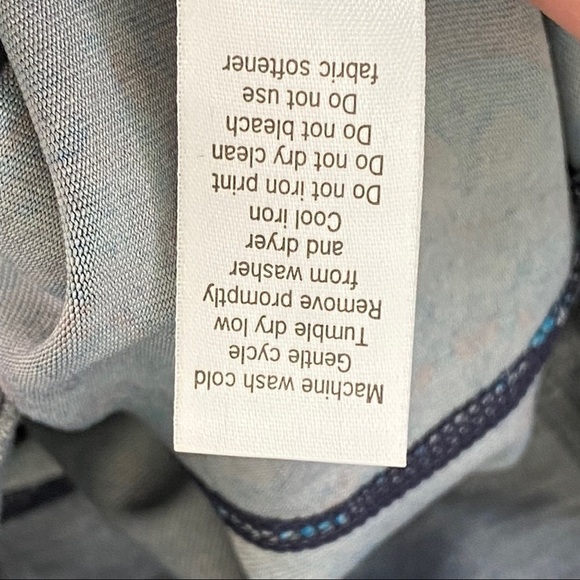 Machine wash cold
Gentle cycle
Tumble dry low
Remove promptly
from washer
and dryer
Cool iron
Do not iron print
Do not dry clean
Do not bleach
Do not use
fabric softener